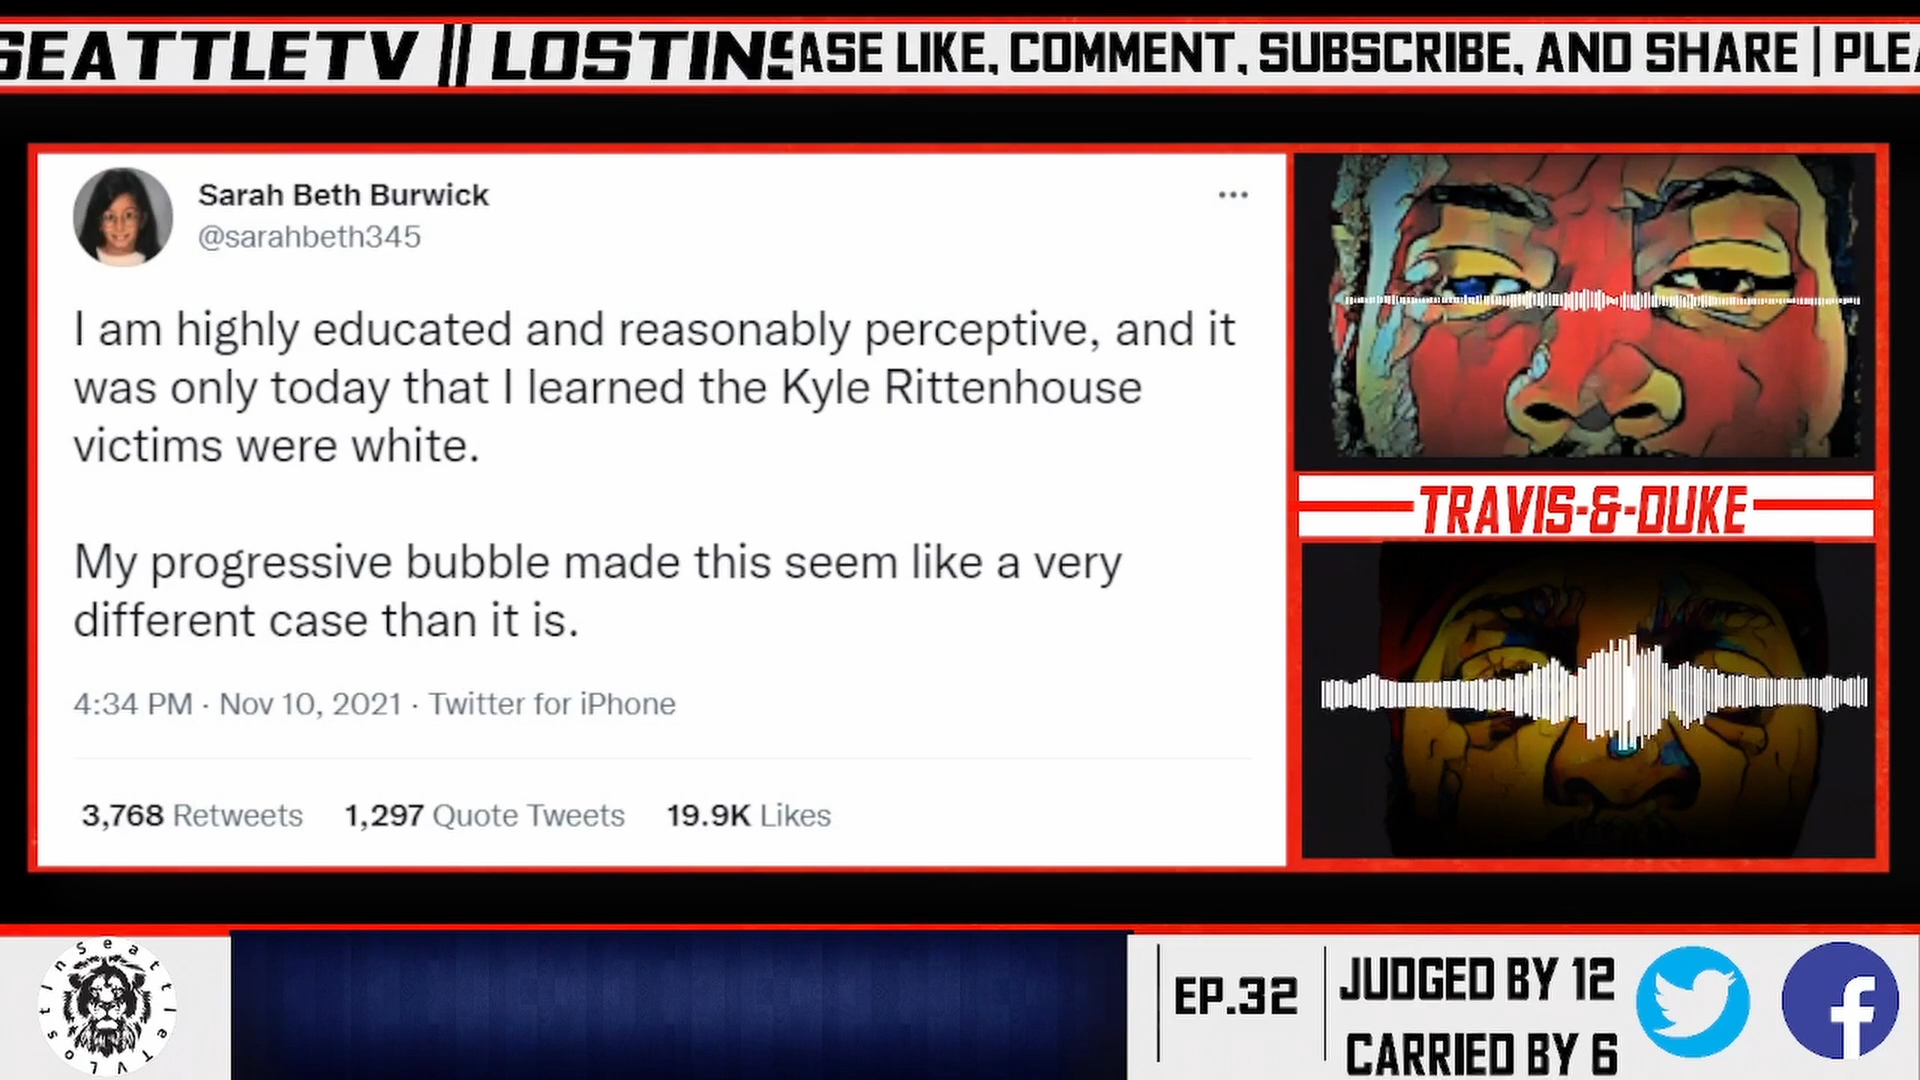 SEATTLETV || LOSTINS
ASE LIKE, COMMENT, SUBSCRIBE, AND SHARE | PLEA
Sarah Beth Burwick
@sarahbeth345
I am highly educated and reasonably perceptive, and it
was only today that I learned the Kyle Rittenhouse
victims were white.
My progressive bubble made this seem like a very
different case than it is.
4:34 PM · Nov 10, 2021 · Twitter for iPhone
3,768 Retweets 1,297 Quote Tweets 19.9K Likes
TRAVIS-&-DUKE
LostInSeattleTV
EP.32
JUDGED BY 12
CARRIED BY 6